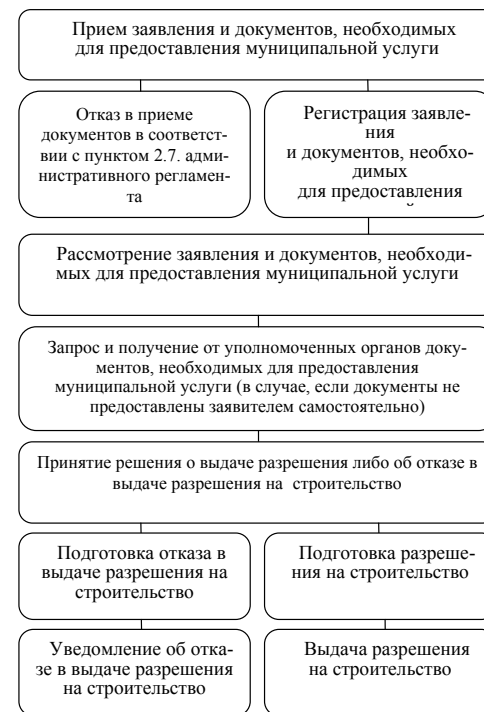 Прием заявления и документов, необходимых
для предоставления муниципальной услуги
Отказ в приеме
документов в соответст-
вии с пунктом 2.7. адми-
нистративного регламен-
та
Регистрация заявле-
ния
и документов, необхо-
димых
для предоставления
Рассмотрение заявления и документов, необходи-
мых для предоставления муниципальной услуги
Запрос и получение от уполномоченных органов доку-
ментов, необходимых для предоставления
муниципальной услуги (в случае, если документы не
предоставлены заявителем самостоятельно)
Принятие решения о выдаче разрешения либо об отказе в
выдаче разрешения на строительство
Подготовка отказа в
выдаче разрешения на
строительство
Подготовка разреше-
ния на строительство
Уведомление об отка-
зе в выдаче разрешения
на строительство
Выдача разрешения
на строительство